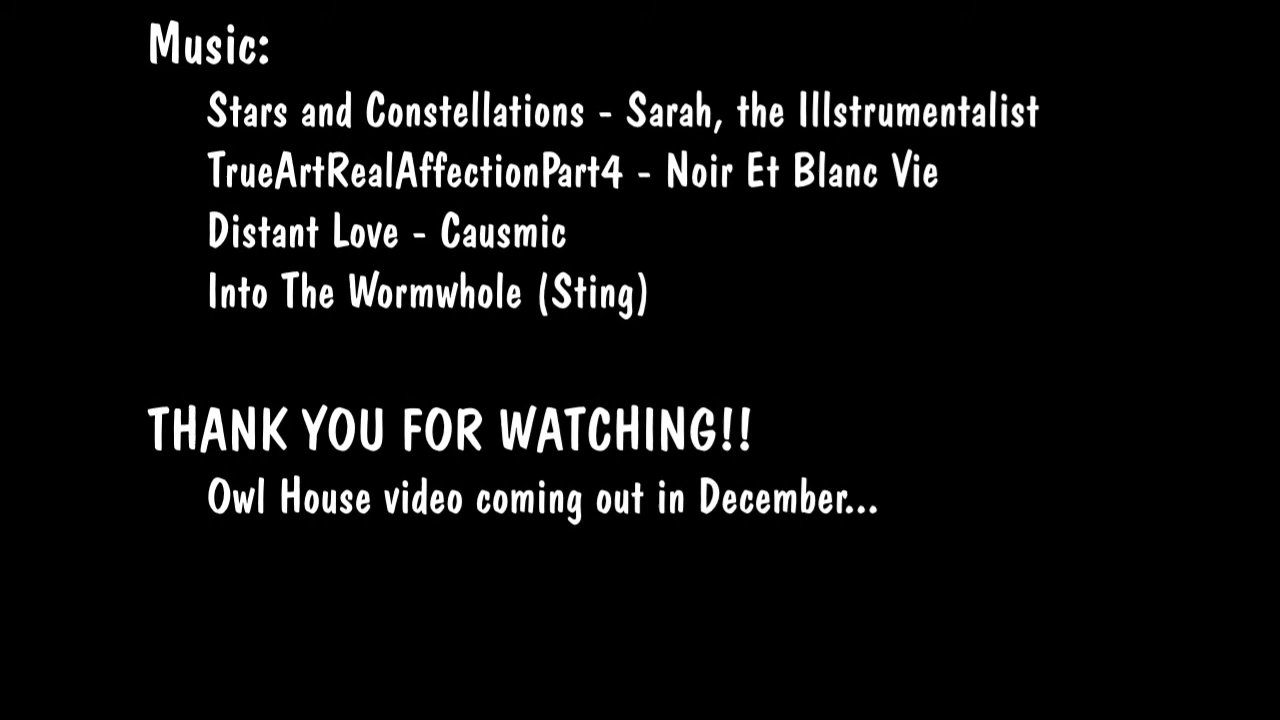 Music:
Stars and Constellations - Sarah, the Illstrumentalist
TrueArtRealAffectionPart4 - Noir Et Blanc Vie
Distant Love - Causmic
Into The Wormwhole (Sting)
THANK YOU FOR WATCHING!!
Owl House video coming out in December...